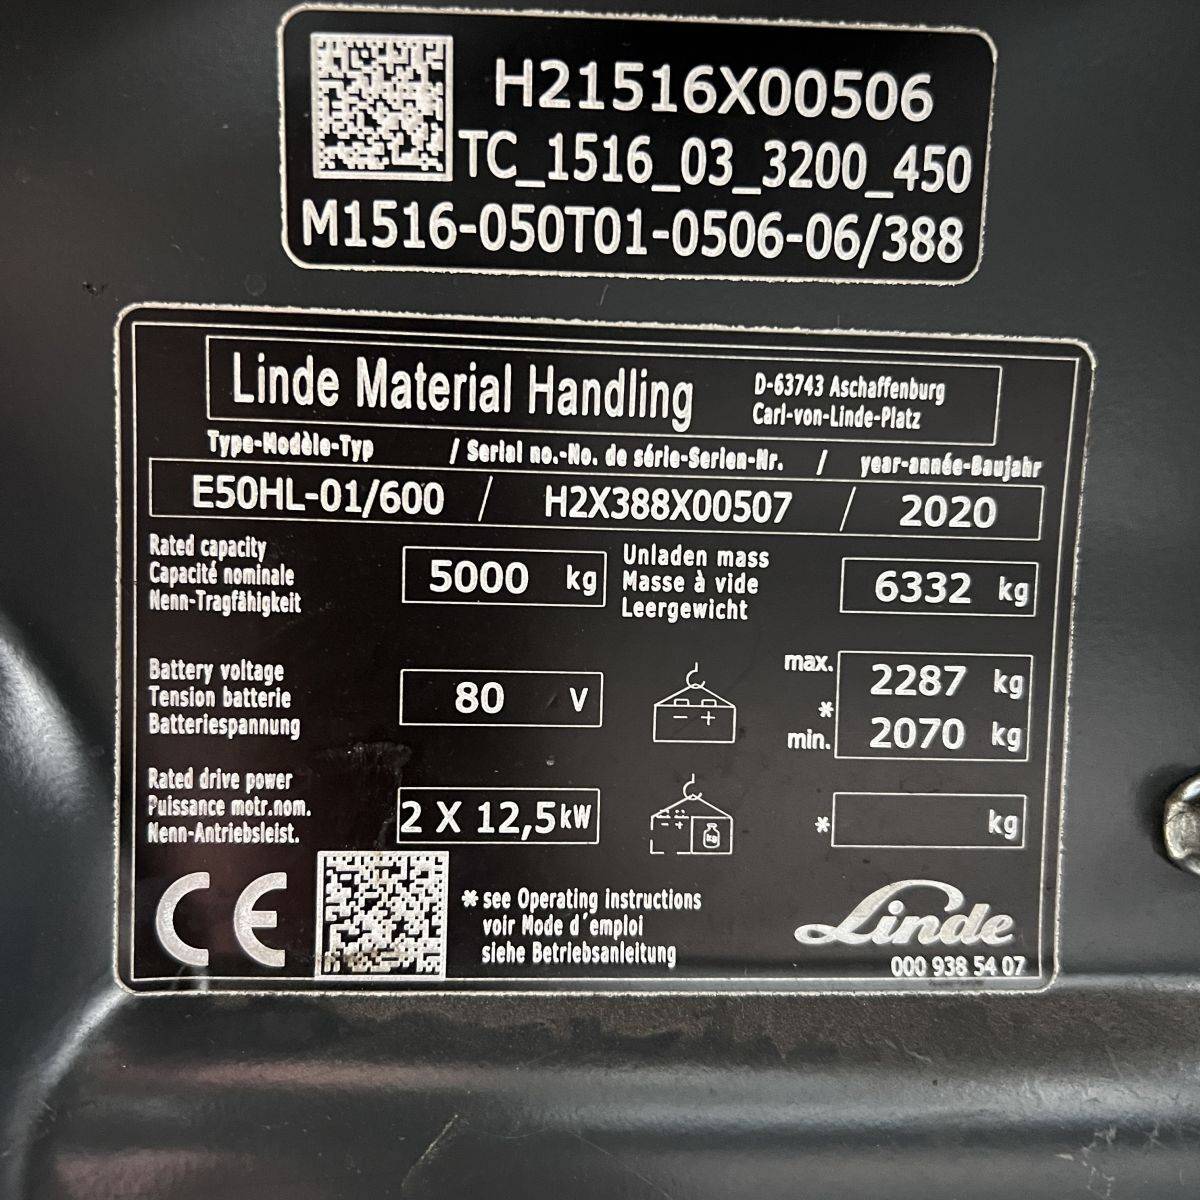 H21516X00506
TC_1516_03_3200_450
M1516-050T01-0506-06/388
Linde Material Handling
D-63743 Aschaffenburg
Carl-von-Linde-Platz
Type-Modèle-Typ / Serial no.-No. de série-Serien-Nr. / year-année-Baujahr
E50HL-01/600 / H2X388X00507 / 2020
Rated capacity
Capacité nominale
Nenn-Tragfähigkeit
5000 kg
Unladen mass
Masse à vide
Leergewicht
6332 kg
Battery voltage
Tension batterie
Batteriespannung
80 V
- +
max. 2287 kg
*
min. 2070 kg
Rated drive power
Puissance motr.nom.
Nenn-Antriebsleist.
2 X 12,5kW
- +
kg
* kg
CE
* see Operating instructions
voir Mode d´emploi
siehe Betriebsanleitung
Linde
000 938 54 07